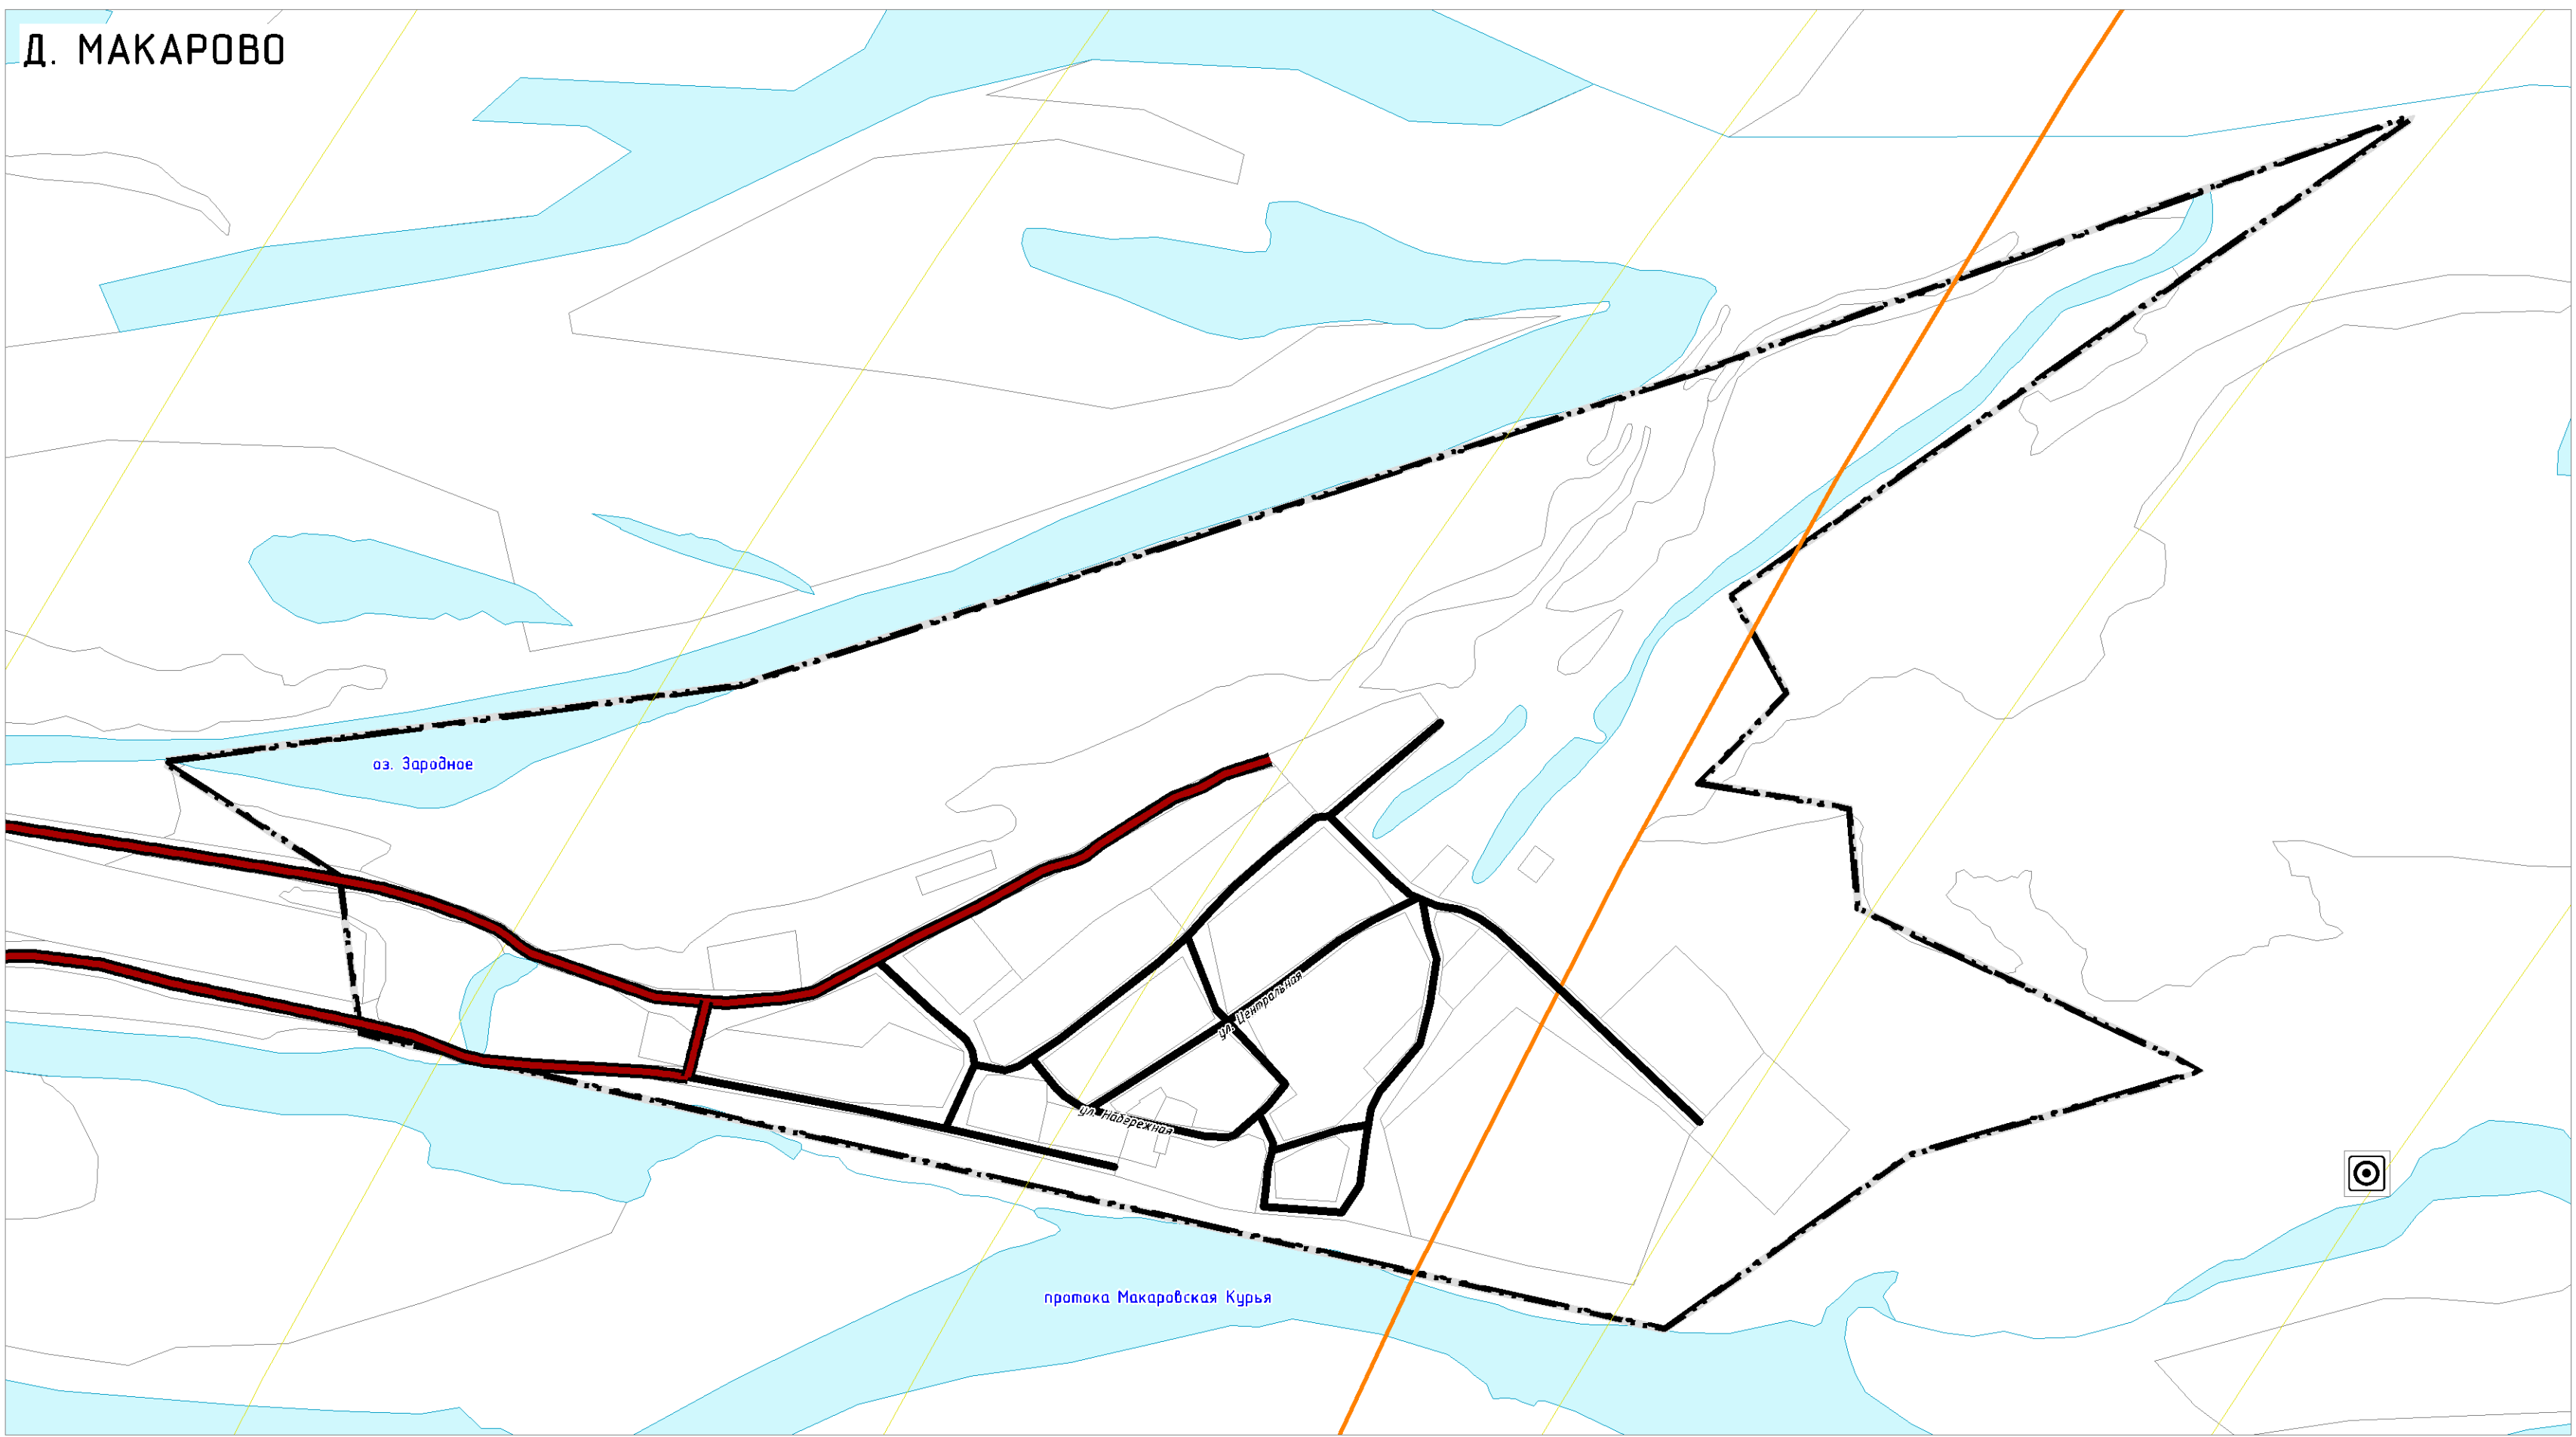 Д. МАКАРОВО
оз. Зародное
ул. Центральная
ул. Набережная
протока Макаровская Курья